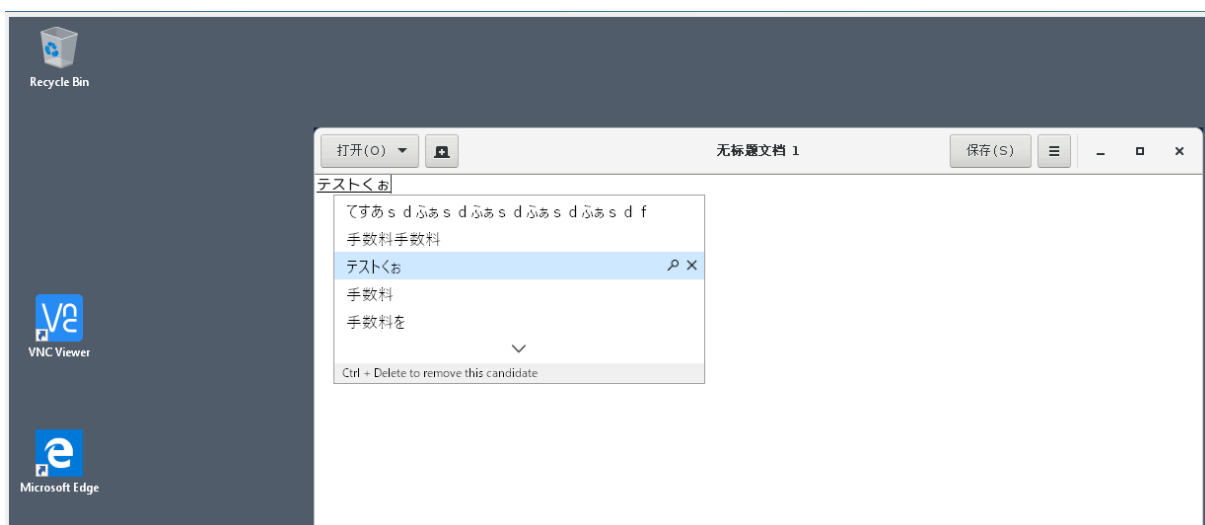 Recycle Bin
打开(O)
无标题文档 1
保存(S)
テストくぉ
てすあｓｄふぁｓｄふぁｓｄふぁｓｄふぁｓｄｆ
手数料手数料
テストくぉ
手数料
手数料を
Ctrl + Delete to remove this candidate
VNC Viewer
Microsoft Edge